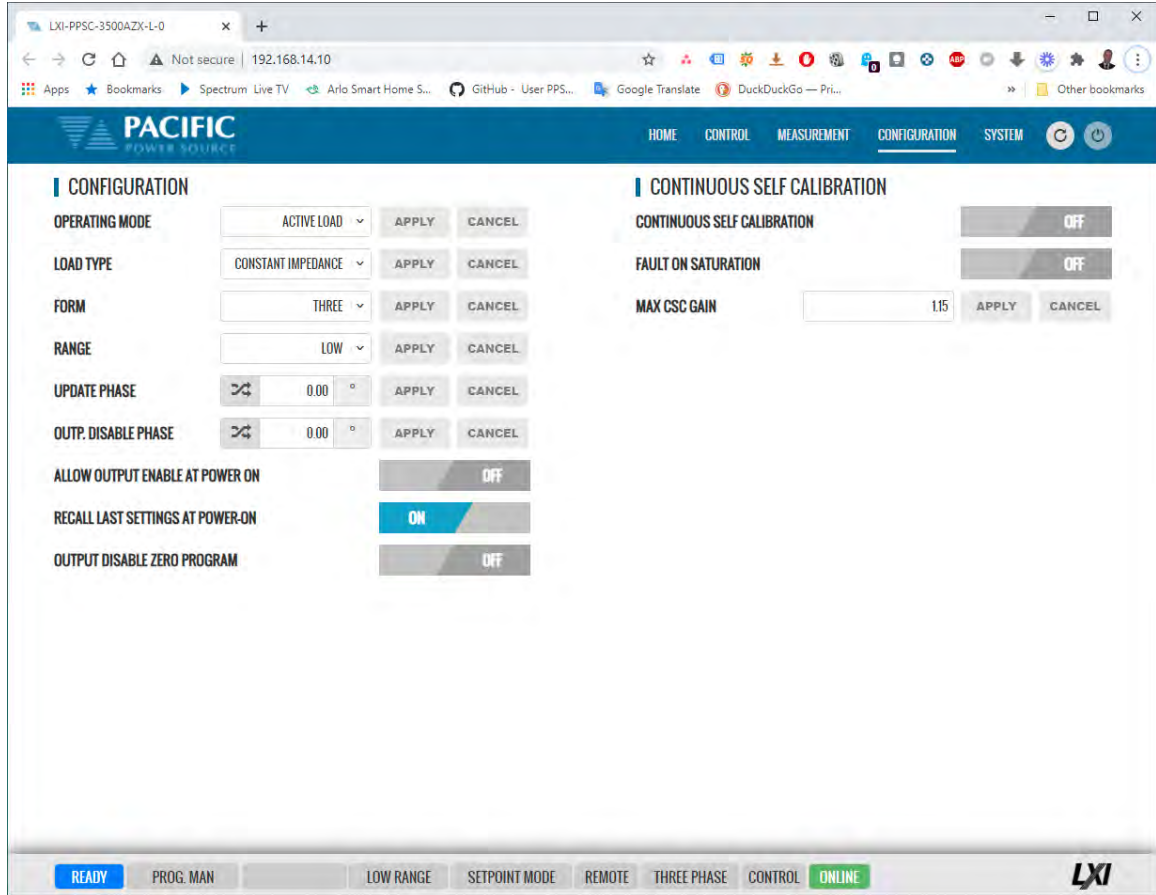 LXI-PPSC-3500AZX-L-0
Not secure | 192.168.14.10
ABP
0
Apps Bookmarks Spectrum Live TV Arlo Smart Home S... GitHub - User PPS... Google Translate DuckDuckGo — Pri... » Other bookmarks
PACIFIC
POWER SOURCE
HOME CONTROL MEASUREMENT CONFIGURATION SYSTEM
CONFIGURATION
OPERATING MODE ACTIVE LOAD APPLY CANCEL
LOAD TYPE CONSTANT IMPEDANCE APPLY CANCEL
FORM THREE APPLY CANCEL
RANGE LOW APPLY CANCEL
UPDATE PHASE 0.00 ° APPLY CANCEL
OUTP. DISABLE PHASE 0.00 ° APPLY CANCEL
ALLOW OUTPUT ENABLE AT POWER ON OFF
RECALL LAST SETTINGS AT POWER-ON ON
OUTPUT DISABLE ZERO PROGRAM OFF
CONTINUOUS SELF CALIBRATION
CONTINUOUS SELF CALIBRATION OFF
FAULT ON SATURATION OFF
MAX CSC GAIN 1.15 APPLY CANCEL
READY PROG. MAN LOW RANGE SETPOINT MODE REMOTE THREE PHASE CONTROL ONLINE
LXI